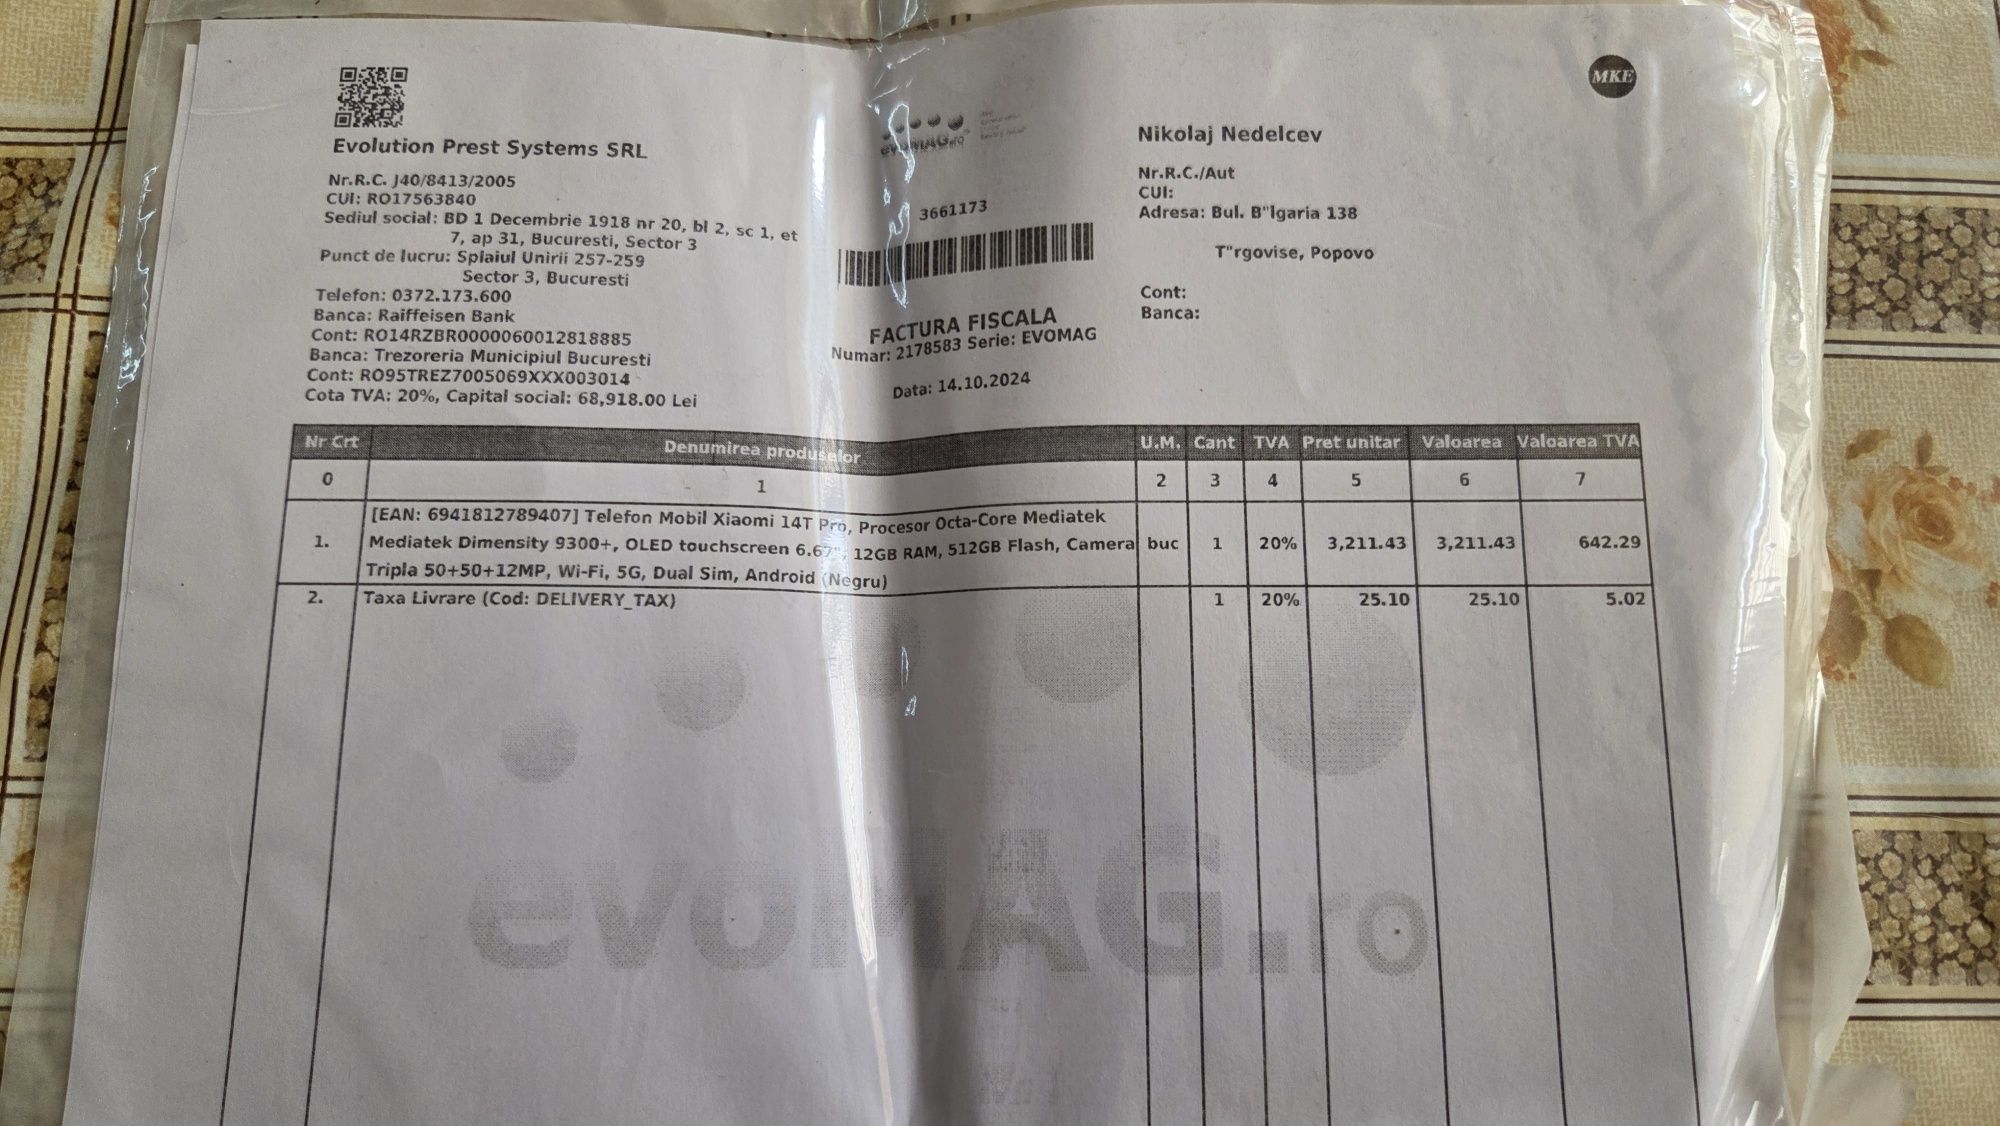 MKE
Evolution Prest Systems SRL
Nr.R.C. J40/8413/2005
CUI: RO17563840
Sediul social: BD 1 Decembrie 1918 nr 20, bl 2, sc 1, et
7, ap 31, Bucuresti, Sector 3
Punct de lucru: Splaiul Unirii 257-259
Sector 3, Bucuresti
Telefon: 0372.173.600
Banca: Raiffeisen Bank
Cont: RO14RZBR0000060012818885
Banca: Trezoreria Municipiul Bucuresti
Cont: RO95TREZ7005069XXX003014
Cota TVA: 20%, Capital social: 68,918.00 Lei
evoMAG.ro
3661173
FACTURA FISCALA
Numar: 2178583 Serie: EVOMAG
Data: 14.10.2024
Nikolaj Nedelcev
Nr.R.C./Aut
CUI:
Adresa: Bul. B"lgaria 138
T"rgovise, Popovo
Cont:
Banca:
Nr Crt Denumirea produselor U.M. Cant TVA Pret unitar Valoarea Valoarea TVA
0 1 2 3 4 5 6 7
[EAN: 6941812789407] Telefon Mobil Xiaomi 14T Pro, Procesor Octa-Core Mediatek
1. Mediatek Dimensity 9300+, OLED touchscreen 6.67", 12GB RAM, 512GB Flash, Camera buc 1 20% 3,211.43 3,211.43 642.29
Tripla 50+50+12MP, Wi-Fi, 5G, Dual Sim, Android (Negru)
2. Taxa Livrare (Cod: DELIVERY_TAX) 1 20% 25.10 25.10 5.02
evoMAG.ro